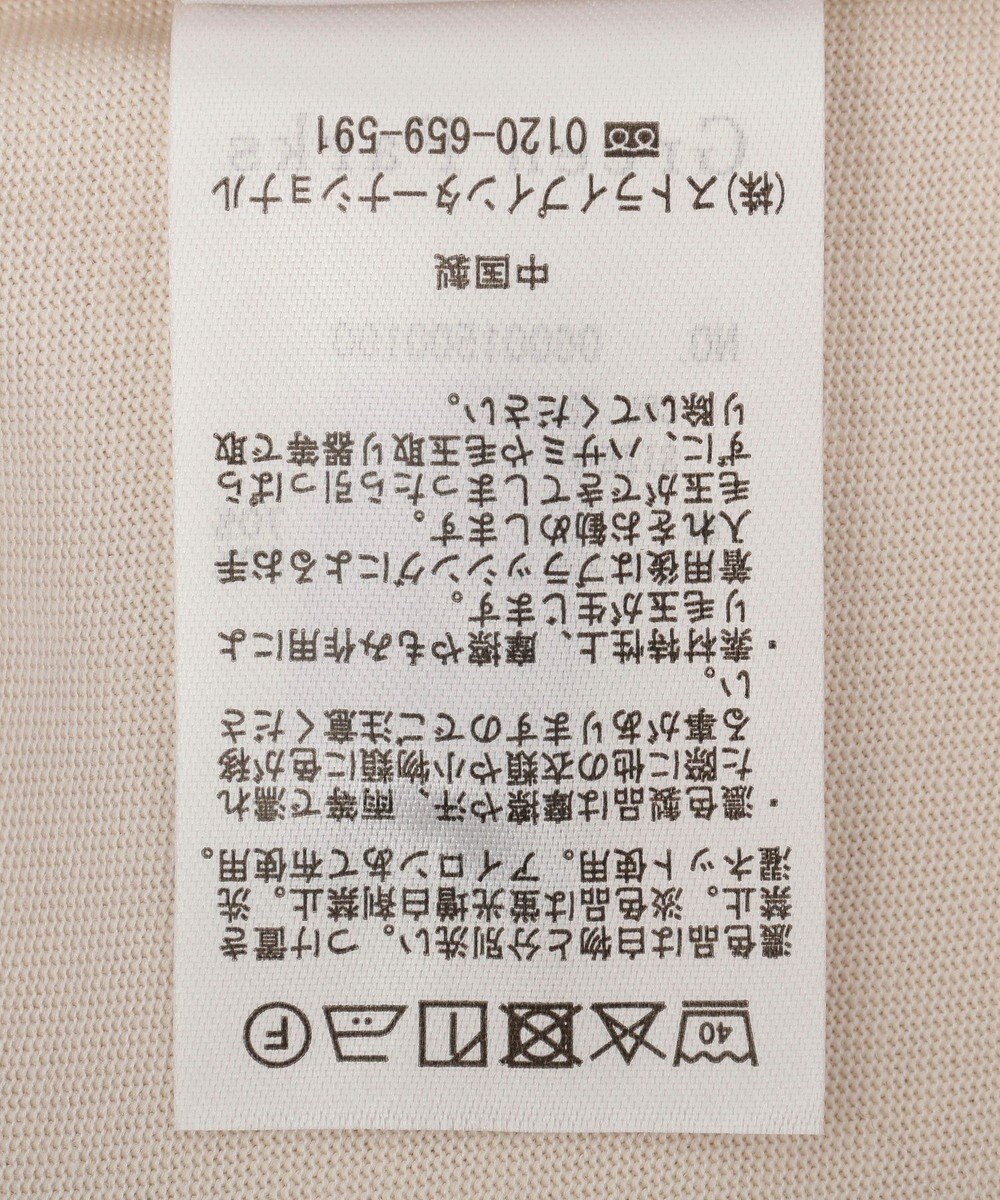 40 F
濃色品は白物と分別洗い。つけ置き
禁止。淡色品は蛍光増白剤禁止。洗
濯ネット使用。アイロンあて布使用。
・濃色製品は摩擦や汗、雨等で濡れ
た際に他の衣類や小物類に色が移
る事がありますのでご注意くださ
い。
・素材特性上、摩擦やもみ作用によ
り毛玉が生じます。
着用後はブラッシングによるお手
入れをお勧めします。
毛玉ができてしまったら引っぱら
ずに、ハサミや毛玉取り器等で取
り除いてください。
中国製
(株)ストライプインターナショナル
0120-659-591